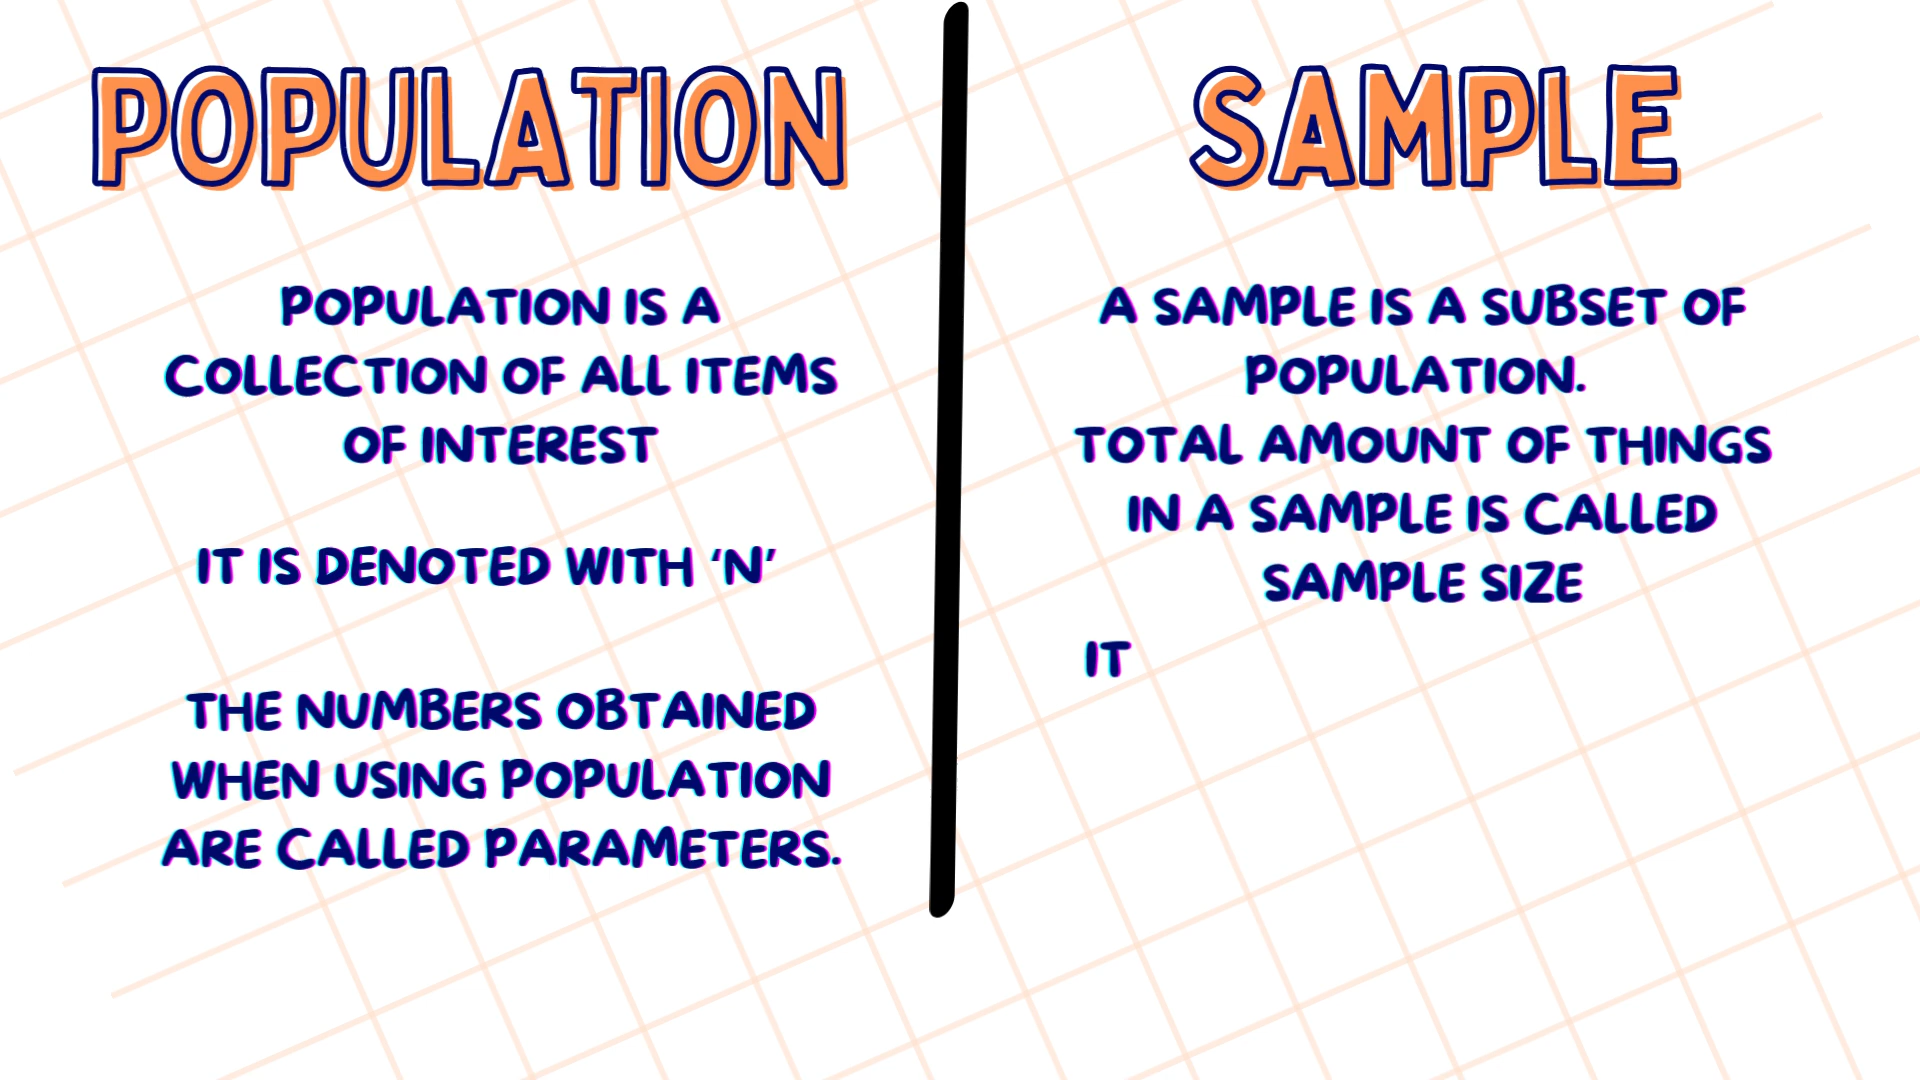 POPULATION
POPULATION IS A
COLLECTION OF ALL ITEMS
OF INTEREST
IT IS DENOTED WITH ‘N’
THE NUMBERS OBTAINED
WHEN USING POPULATION
ARE CALLED PARAMETERS.
SAMPLE
A SAMPLE IS A SUBSET OF
POPULATION.
TOTAL AMOUNT OF THINGS
IN A SAMPLE IS CALLED
SAMPLE SIZE
IT